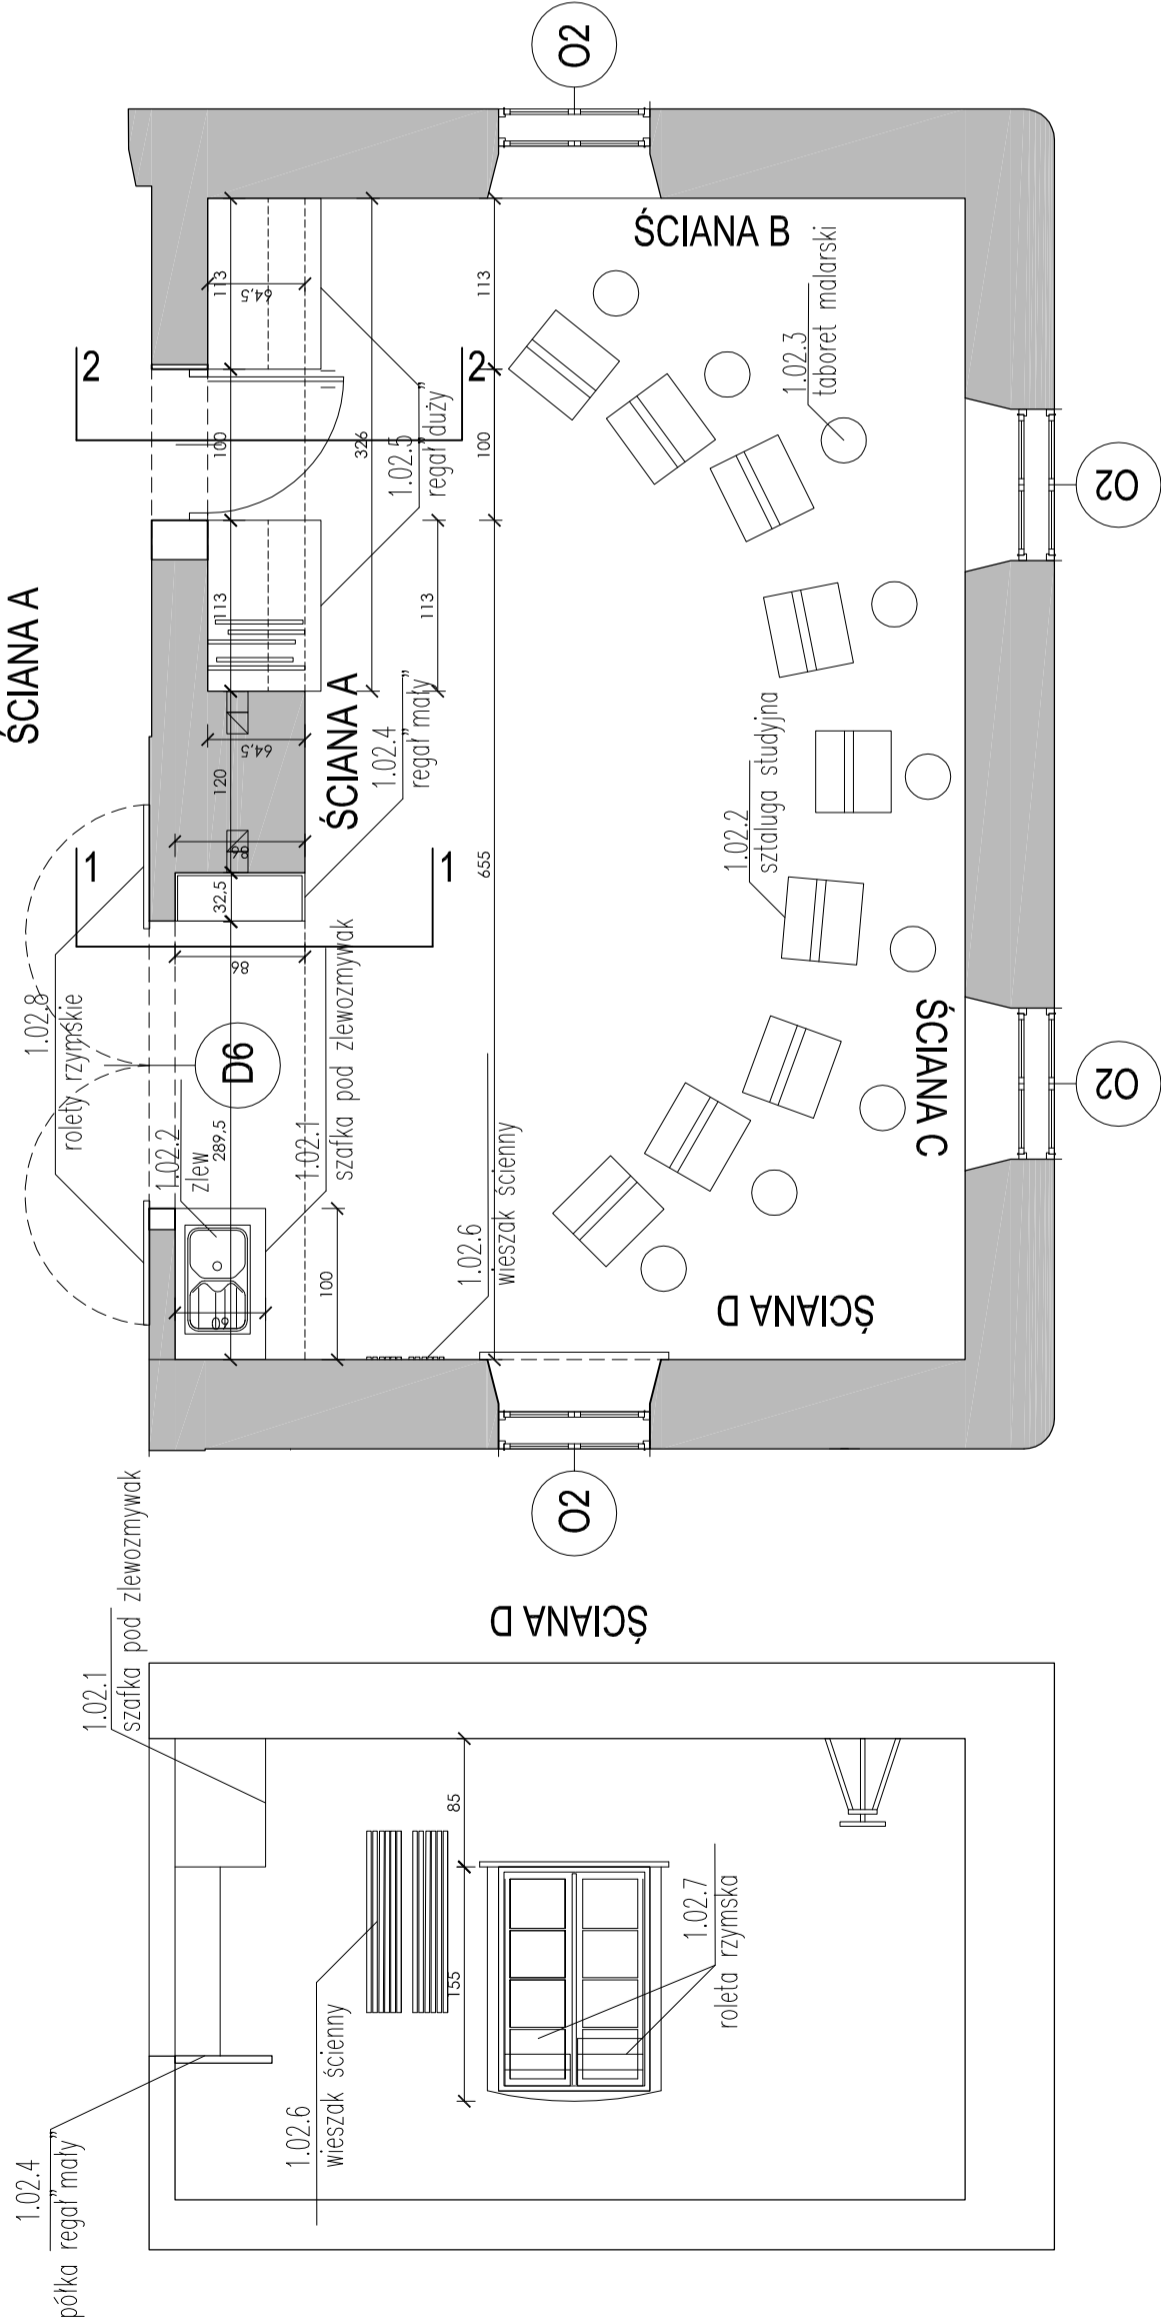 ŚCIANA A
O2
2
2
113
64,5
113
ŚCIANA B
1.02.3
taboret malarski
100
326
1.02.5
regał"duży"
100
O2
113
113
64,5
ŚCIANA A
1.02.4
regał"mały"
120
1
1
98
32,5
655
1.02.2
sztaluga studyjna
1.02.8
rolety rzymskie
86
D6
1.02.2
zlew
289,5
1.02.1
szafka pod zlewozmywak
60
100
1.02.6
wieszak ścienny
ŚCIANA C
O2
ŚCIANA D
O2
ŚCIANA D
1.02.1
szafka pod zlewozmywak
85
155
1.02.7
roleta rzymska
1.02.6
wieszak ścienny
1.02.4
półka regał"mały"